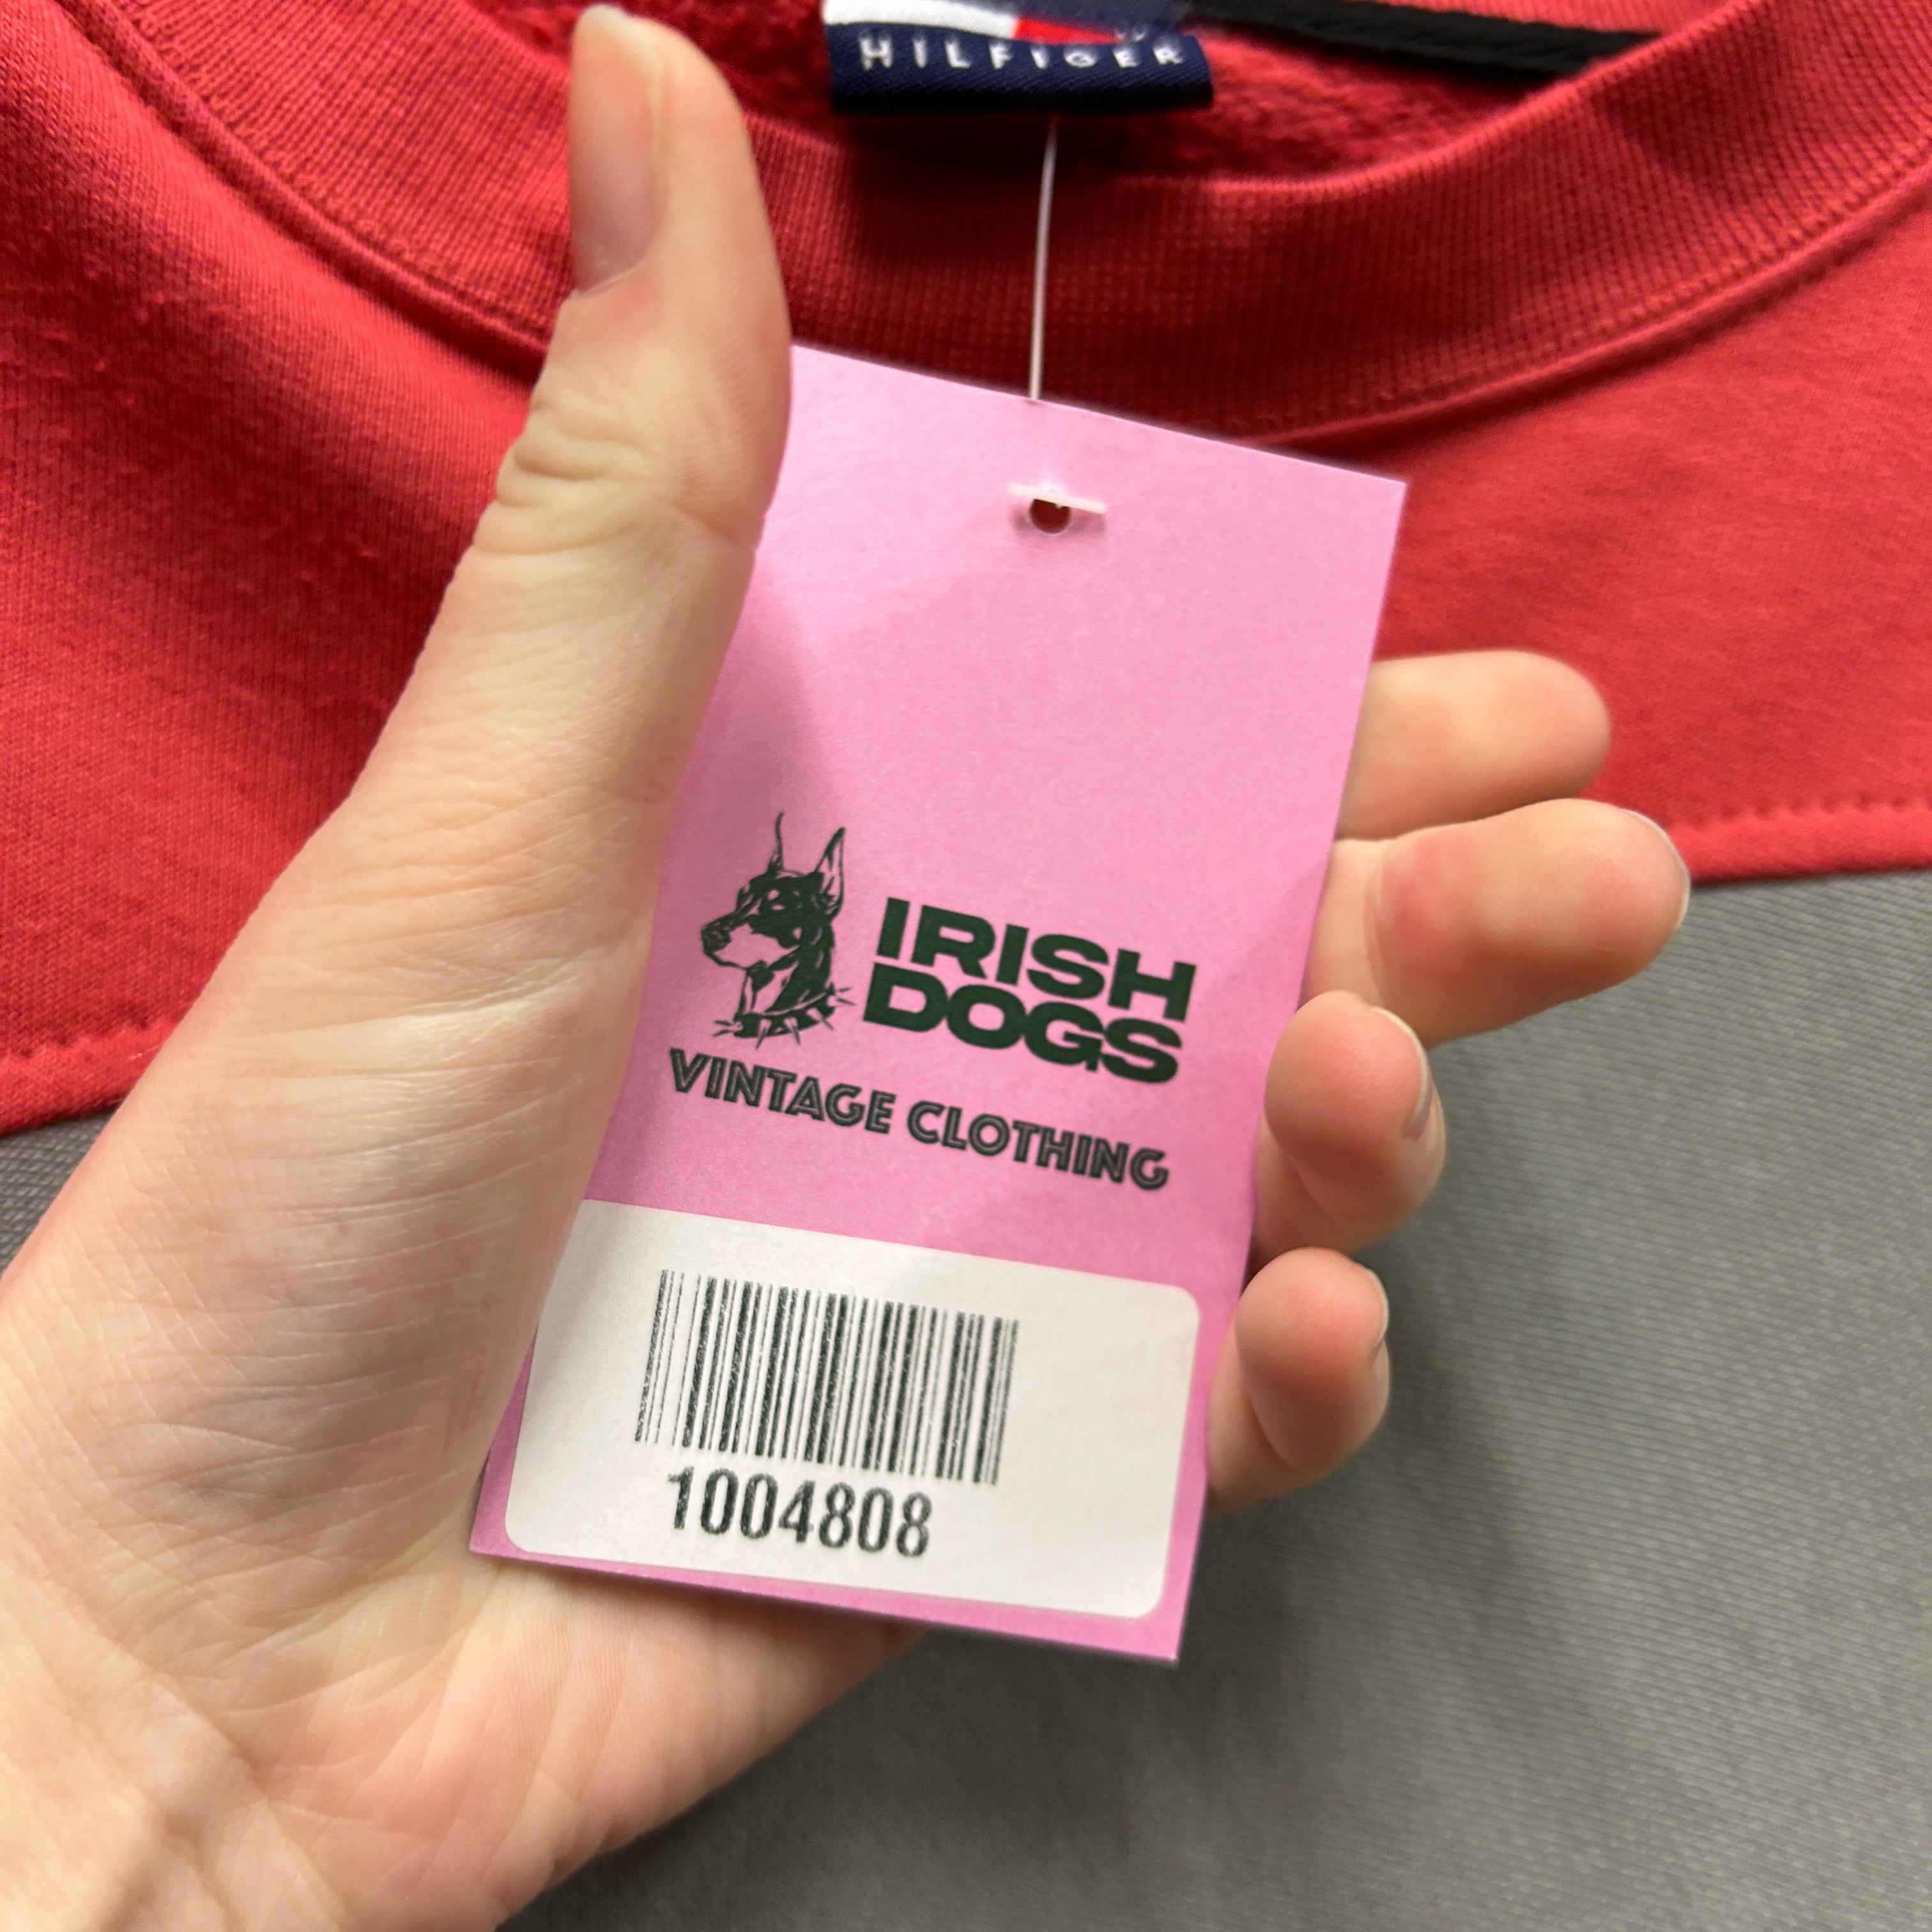 HILFIGER
IRISH
DOGS
VINTAGE CLOTHING
1004808